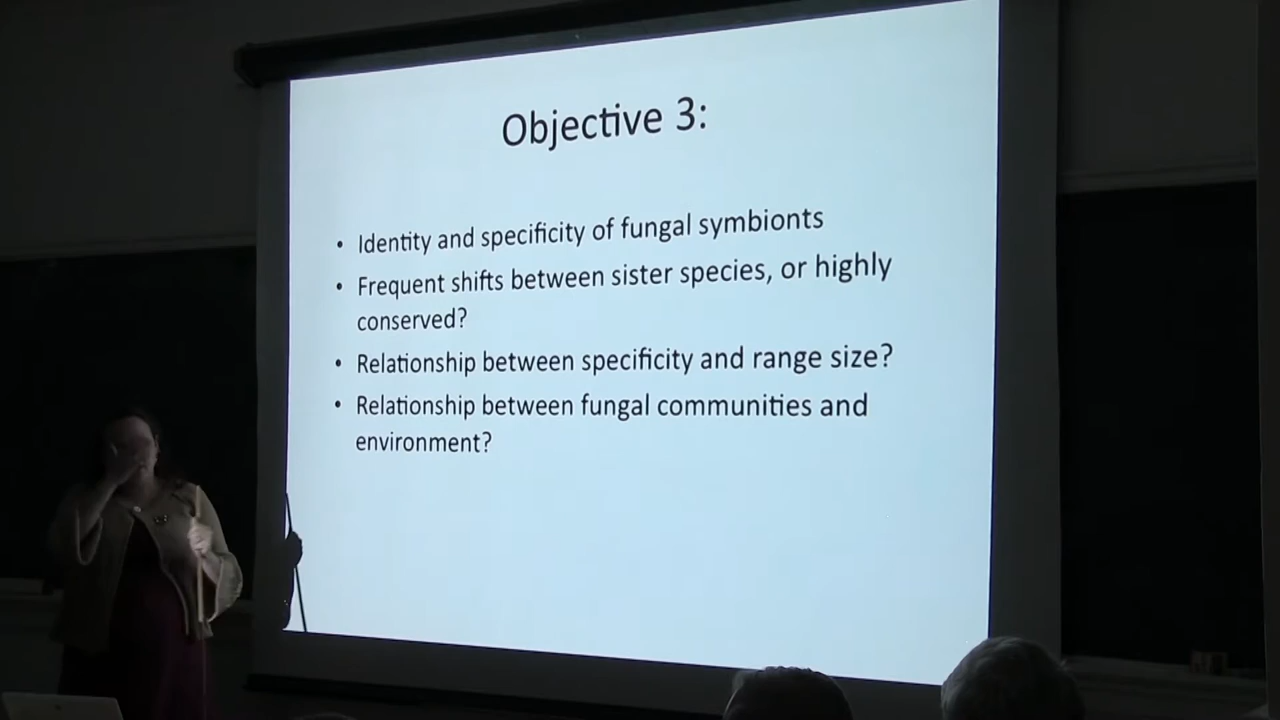 Objective 3:
• Identity and specificity of fungal symbionts
• Frequent shifts between sister species, or highly
conserved?
• Relationship between specificity and range size?
• Relationship between fungal communities and
environment?